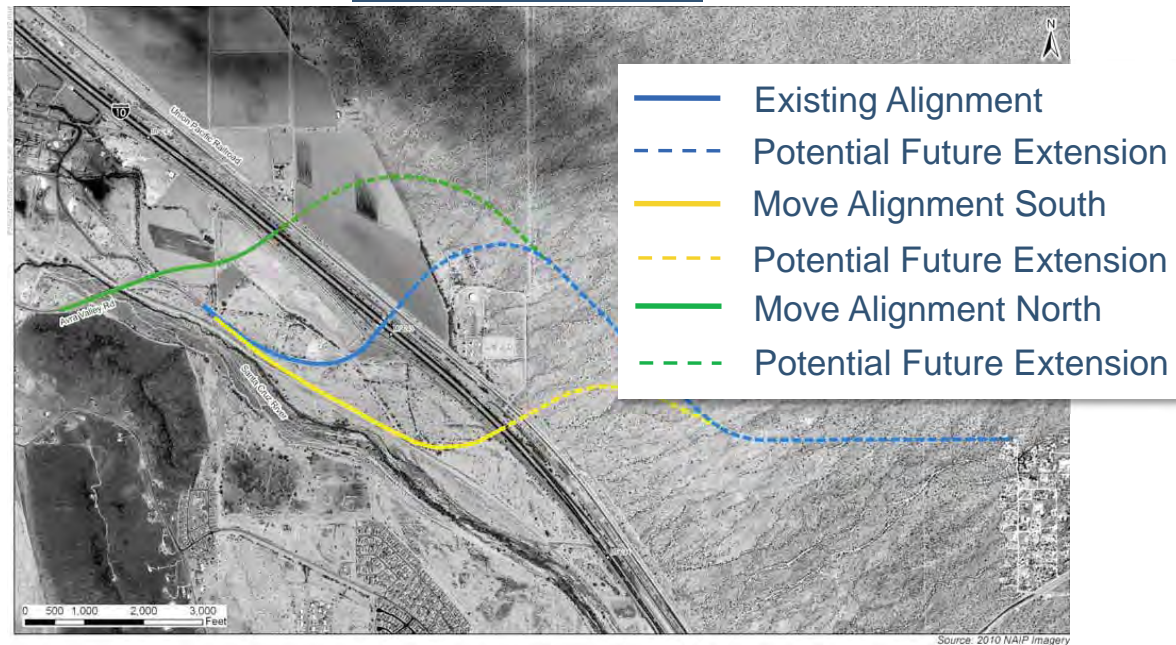 N
Existing Alignment
Potential Future Extension
Move Alignment South
Potential Future Extension
Move Alignment North
Potential Future Extension
10
Union Pacific Railroad
Avra Valley Rd
Santa Cruz River
0 500 1,000 2,000 3,000
Feet
Source: 2010 NAIP Imagery